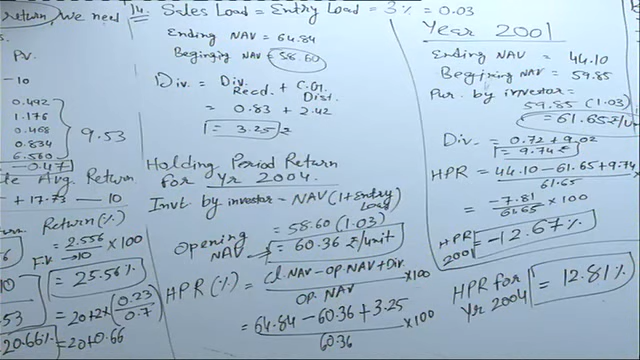 return, we need
PV.
-10
0.492
1.176
0.468
0.834
6.560
9.53
-0.47
Avg. Return
+ 17.73 — 10
Return (%)
= 2.556 × 100
→10
= 25.56%
= 20+2×(0.23
0.7)
20.66%
= 20+0.66
14. Sales Load = Entry Load = 3% = 0.03
Ending NAV = 64.84
Beginging NAV = 58.60
Div. = Div. Recd. + C.G. Dist.
= 0.83 + 2.42
= 3.25 ₹
Holding Period Return
for Yr 2004.
Invt by investor = NAV(1+Entry Load)
= 58.60 (1.03)
Opening NAV → = 60.36 ₹/unit
HPR (%) = Cl.NAV - OP.NAV + Div. × 100
OP. NAV
= 64.84 - 60.36 + 3.25 × 100
60.36
Year 2001
Ending NAV = 44.10
Begining NAV = 59.85
Pur. by investor =
59.85 (1.03)
= 61.65 ₹/U
Div. = 0.72 + 9.02
= 9.74 ₹
HPR = 44.10 - 61.65 + 9.74
61.65
= -7.81 × 100
61.65
HPR 2001 = -12.67%
HPR for Yr 2004 = 12.81%